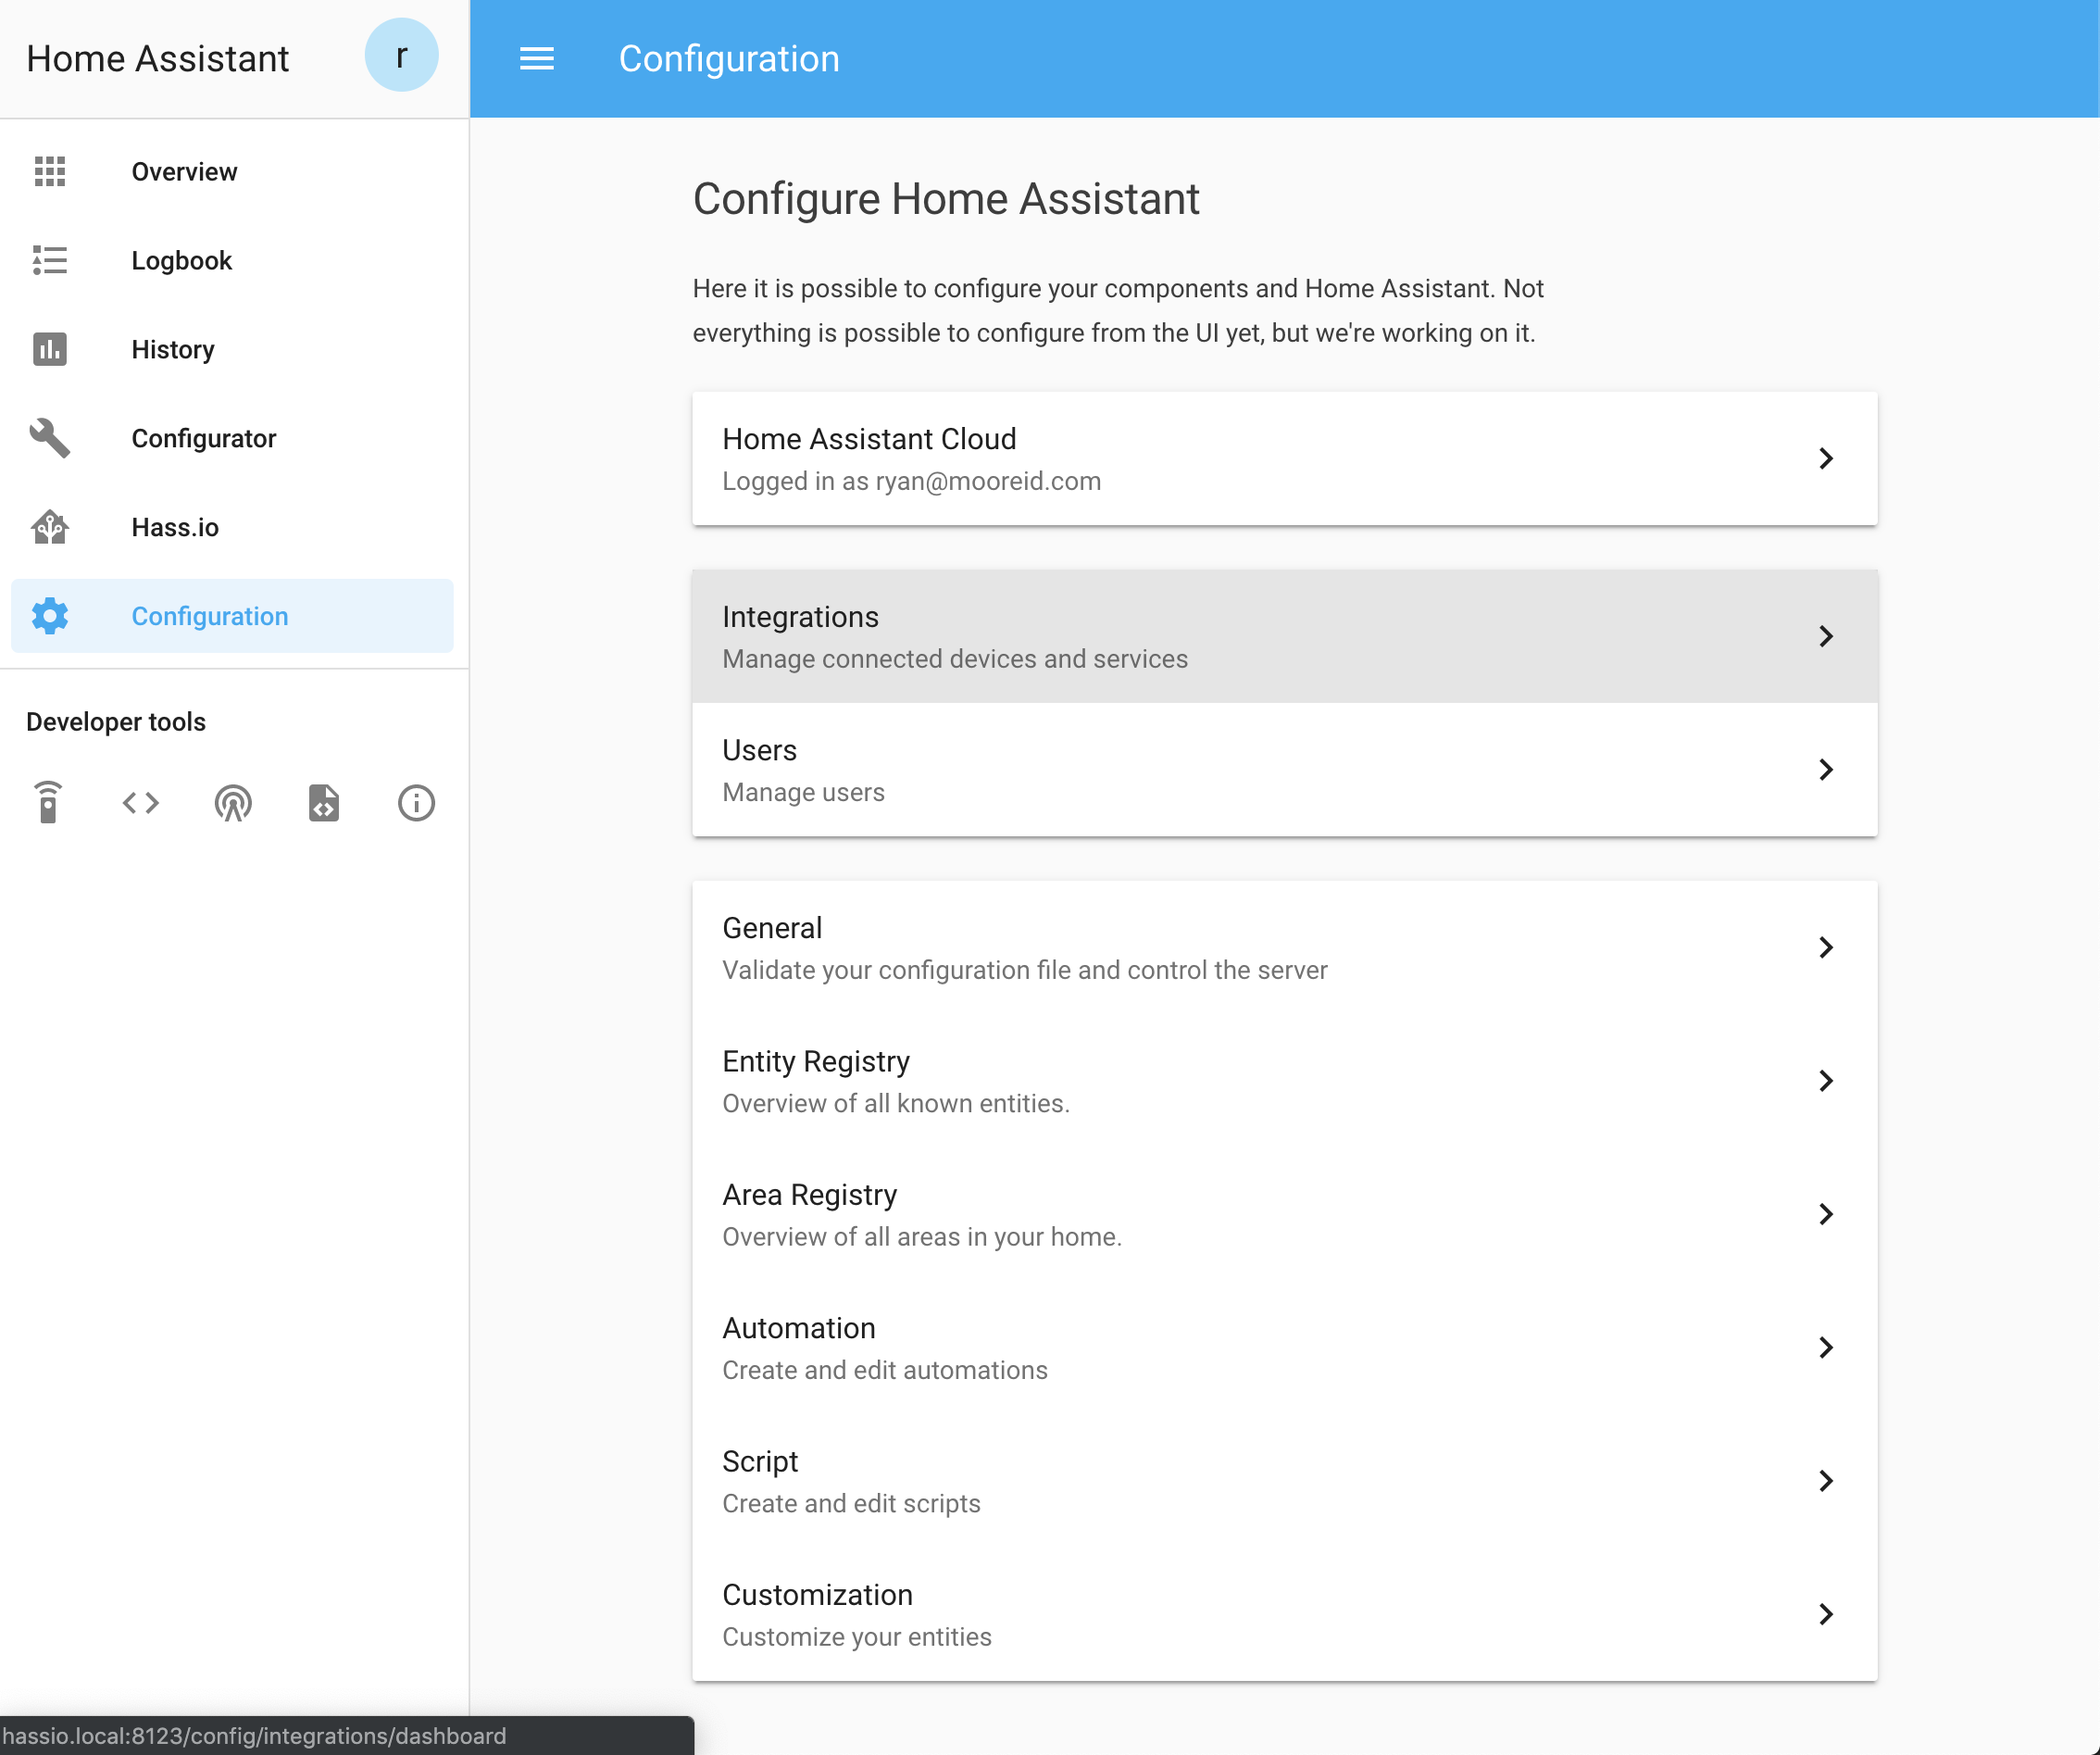 Home Assistant
r
Configuration
Overview
Logbook
History
Configurator
Hass.io
Configuration
Developer tools
Configure Home Assistant
Here it is possible to configure your components and Home Assistant. Not
everything is possible to configure from the UI yet, but we're working on it.
Home Assistant Cloud
Logged in as ryan@mooreid.com
Integrations
Manage connected devices and services
Users
Manage users
General
Validate your configuration file and control the server
Entity Registry
Overview of all known entities.
Area Registry
Overview of all areas in your home.
Automation
Create and edit automations
Script
Create and edit scripts
Customization
Customize your entities
hassio.local:8123/config/integrations/dashboard